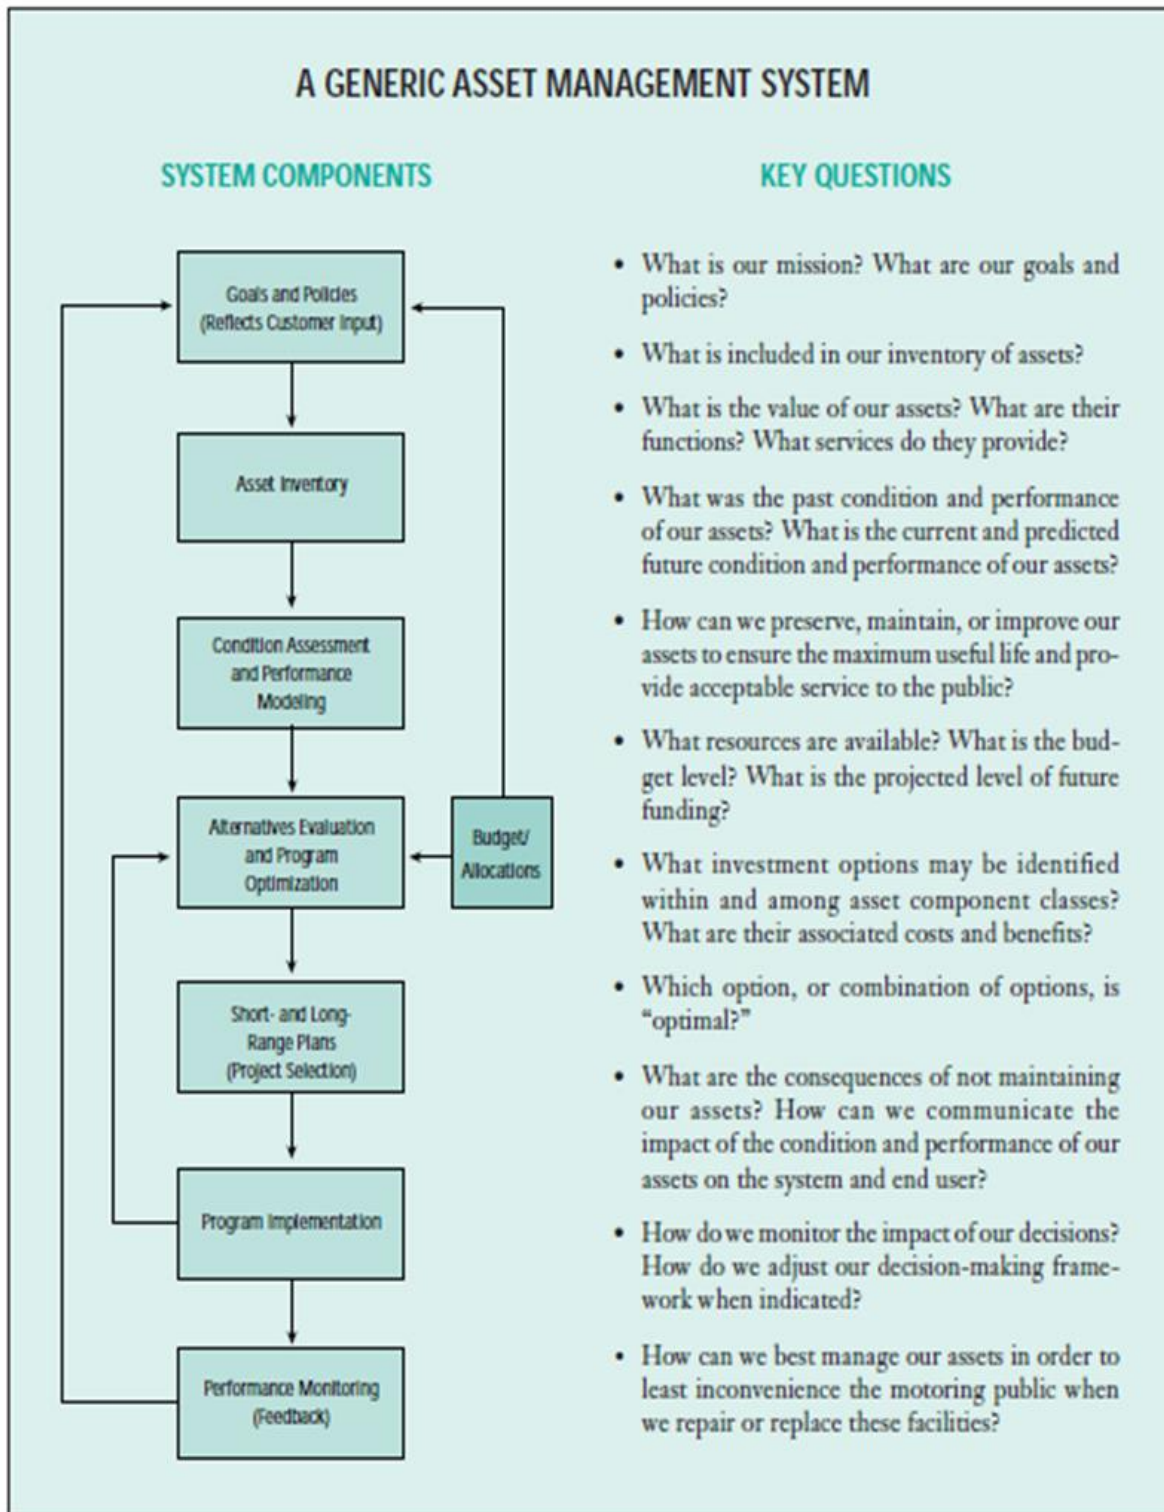 A GENERIC ASSET MANAGEMENT SYSTEM
SYSTEM COMPONENTS
Goals and Policies
(Reflects Customer Input)
Asset Inventory
Condition Assessment
and Performance
Modeling
Alternatives Evaluation
and Program
Optimization
Budget/
Allocations
Short- and Long-
Range Plans
(Project Selection)
Program Implementation
Performance Monitoring
(Feedback)
KEY QUESTIONS
• What is our mission? What are our goals and
policies?
• What is included in our inventory of assets?
• What is the value of our assets? What are their
functions? What services do they provide?
• What was the past condition and performance
of our assets? What is the current and predicted
future condition and performance of our assets?
• How can we preserve, maintain, or improve our
assets to ensure the maximum useful life and pro-
vide acceptable service to the public?
• What resources are available? What is the bud-
get level? What is the projected level of future
funding?
• What investment options may be identified
within and among asset component classes?
What are their associated costs and benefits?
• Which option, or combination of options, is
“optimal?”
• What are the consequences of not maintaining
our assets? How can we communicate the
impact of the condition and performance of our
assets on the system and end user?
• How do we monitor the impact of our decisions?
How do we adjust our decision-making frame-
work when indicated?
• How can we best manage our assets in order to
least inconvenience the motoring public when
we repair or replace these facilities?